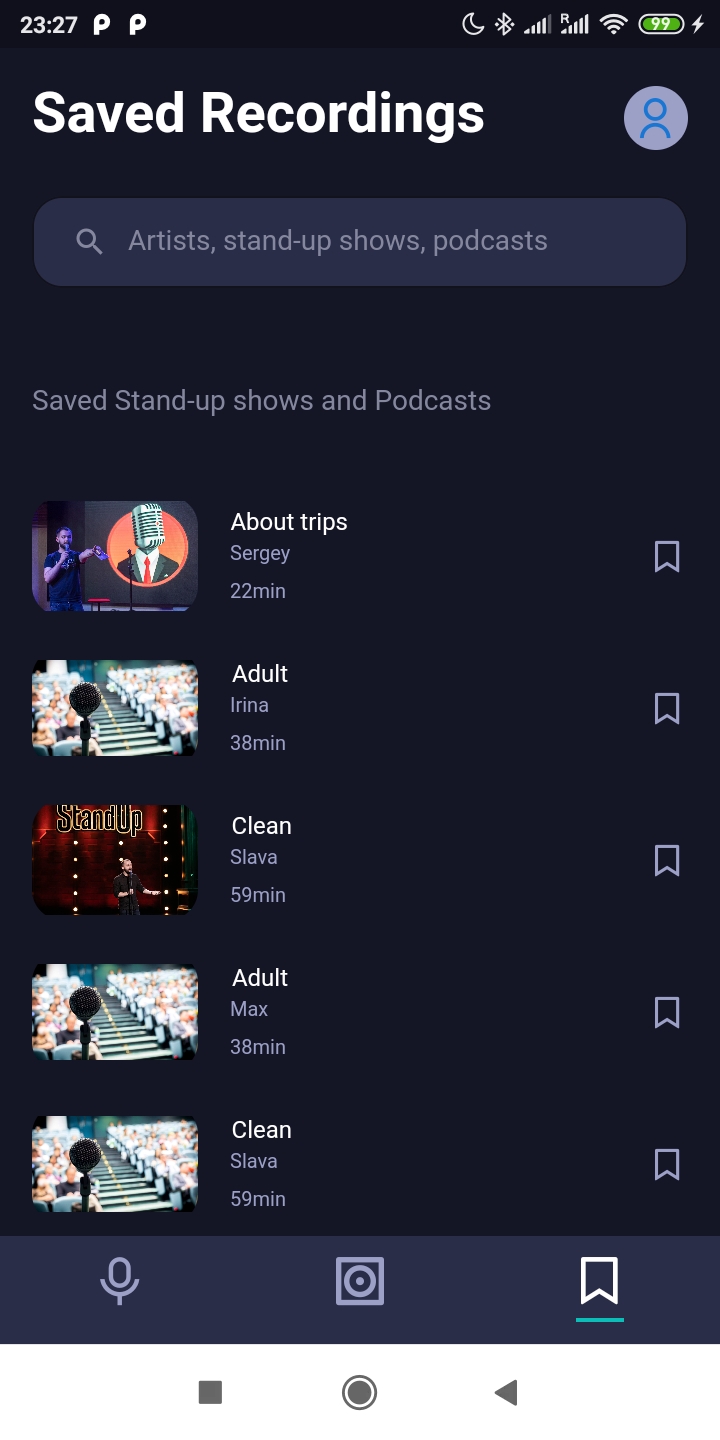 23:27
R
99
Saved Recordings
Artists, stand-up shows, podcasts
Saved Stand-up shows and Podcasts
About trips
Sergey
22min
Adult
Irina
38min
StandUp
Clean
Slava
59min
Adult
Max
38min
Clean
Slava
59min